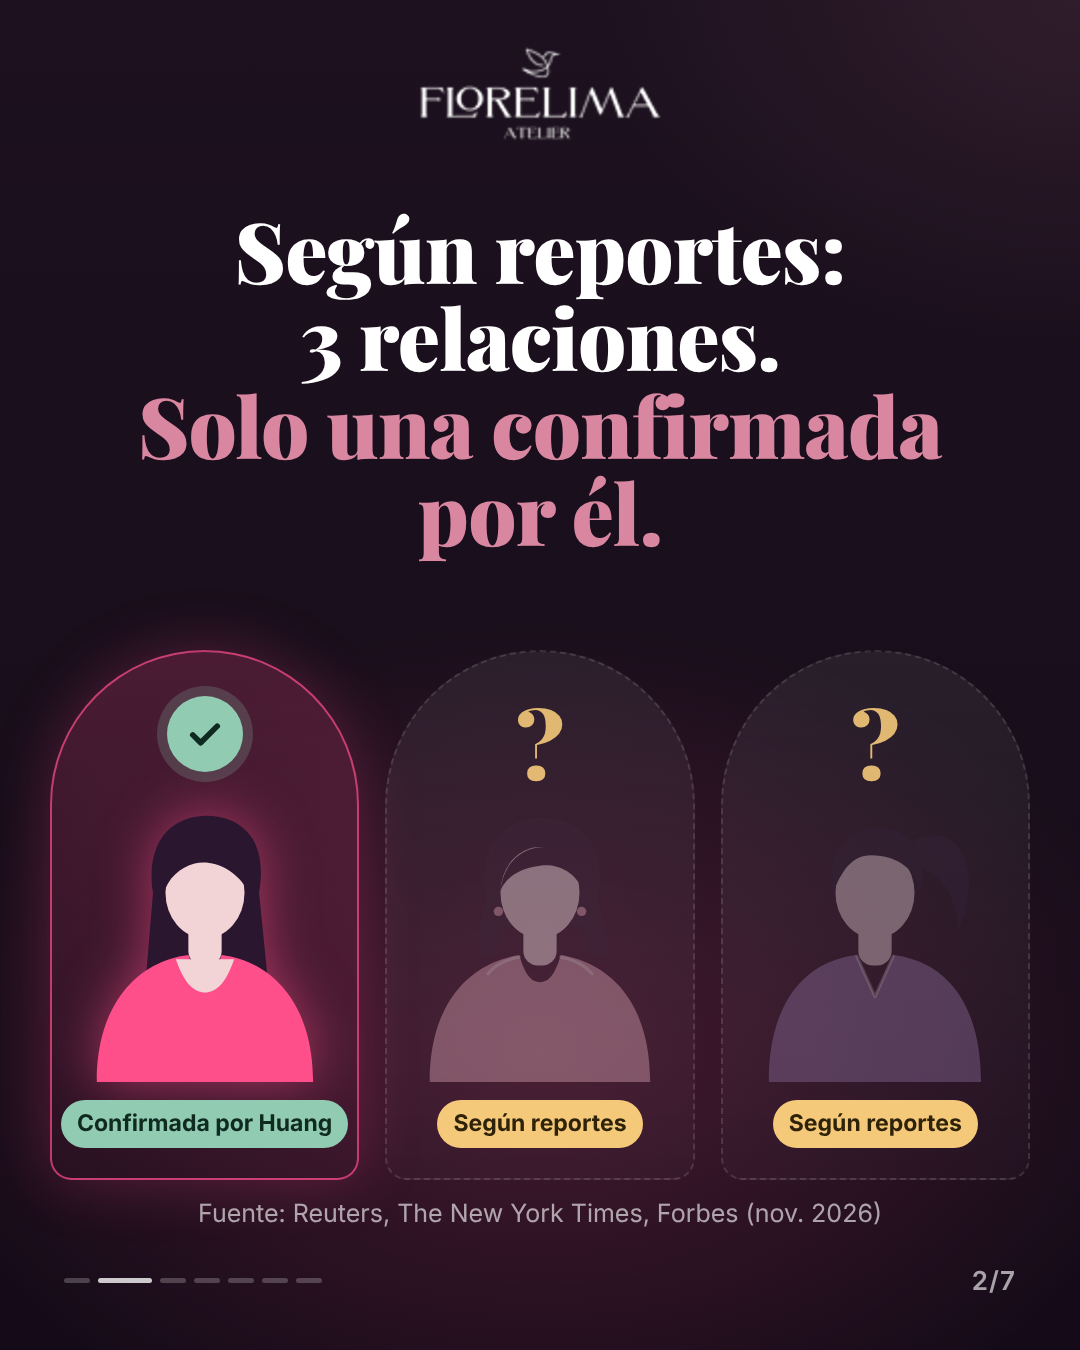 FLORELIMA
ATELIER
Según reportes:
3 relaciones.
Solo una confirmada
por él.
?
?
Confirmada por Huang
Según reportes
Según reportes
Fuente: Reuters, The New York Times, Forbes (nov. 2026)
2/7